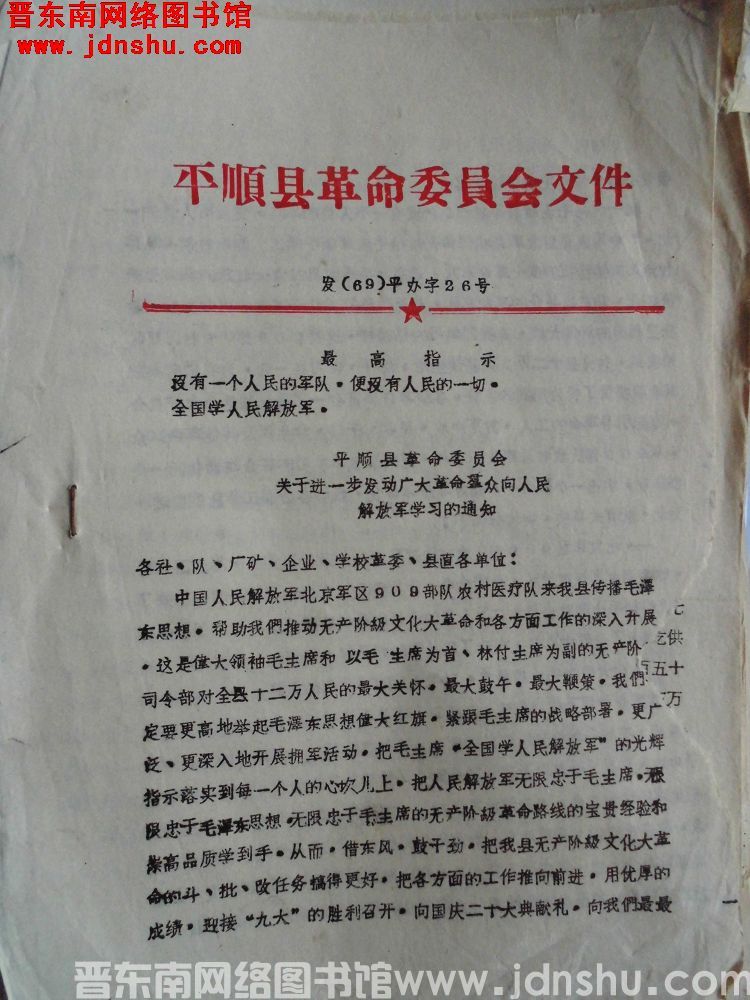 晋东南网络图书馆
www.jdnshu.com
平順县革命委員会文件
发(69)平办字26号
最高指示
没有一个人民的军队。便没有人民的一切。
全国学人民解放军。
平顺县革命委员会
关于进一步发动广大革命羣众向人民
解放军学习的通知
各社、队、厂矿、企业、学校革委、县直各单位：
中国人民解放军北京军区909部队农村医疗队来我县传播毛澤
东思想。帮助我們推动无产阶級文化大革命和各方面工作的深入开展
。这是偉大领袖毛主席和 以毛 主席为首、林付主席为副的无产阶
供
司令部对全县十二万人民的最大关怀。最大鼓午。最大鞭策。我們
五十
定要更高地举起毛澤东思想偉大红旗。紧跟毛主席的战略部署。更广
万
泛、更深入地开展拥军活动。把毛主席“全国学人民解放军”的光辉
指示落实到每一个人的心坎儿上。把人民解放军无限忠于毛主席。无
限忠于毛澤东思想。无限忠于毛主席的无产阶級革命路线的宝贵经验和
崇高品质学到手。从而。借东风。鼓干劲。把我县无产阶級文化大革
命的斗、批、改任务搞得更好。把各方面的工作推向前进。用优厚的
成绩。迎接“九大”的胜利召开。向国庆二十大典献礼。向我們最最
晋东南网络图书馆www.jdnshu.com